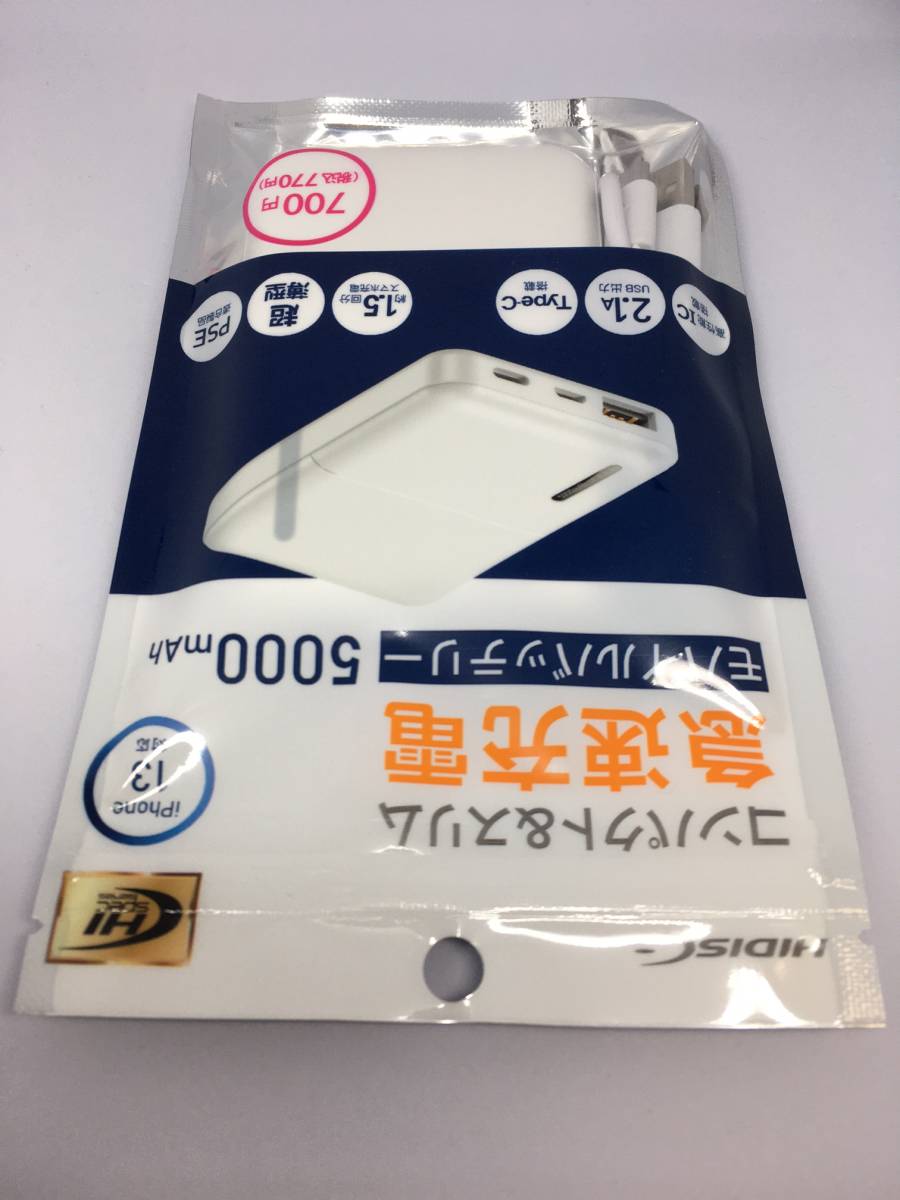 HIDISC
HI
SPEC
SERIES
コンパクト&スリム
急速充電
モバイルバッテリー 5000mAh
iPhone
13
対応
高性能IC
搭載
2.1A
USB出力
Type-C
搭載
約1.5回分
スマホ充電
超
薄型
PSE
適合製品
700円
(税込770円)